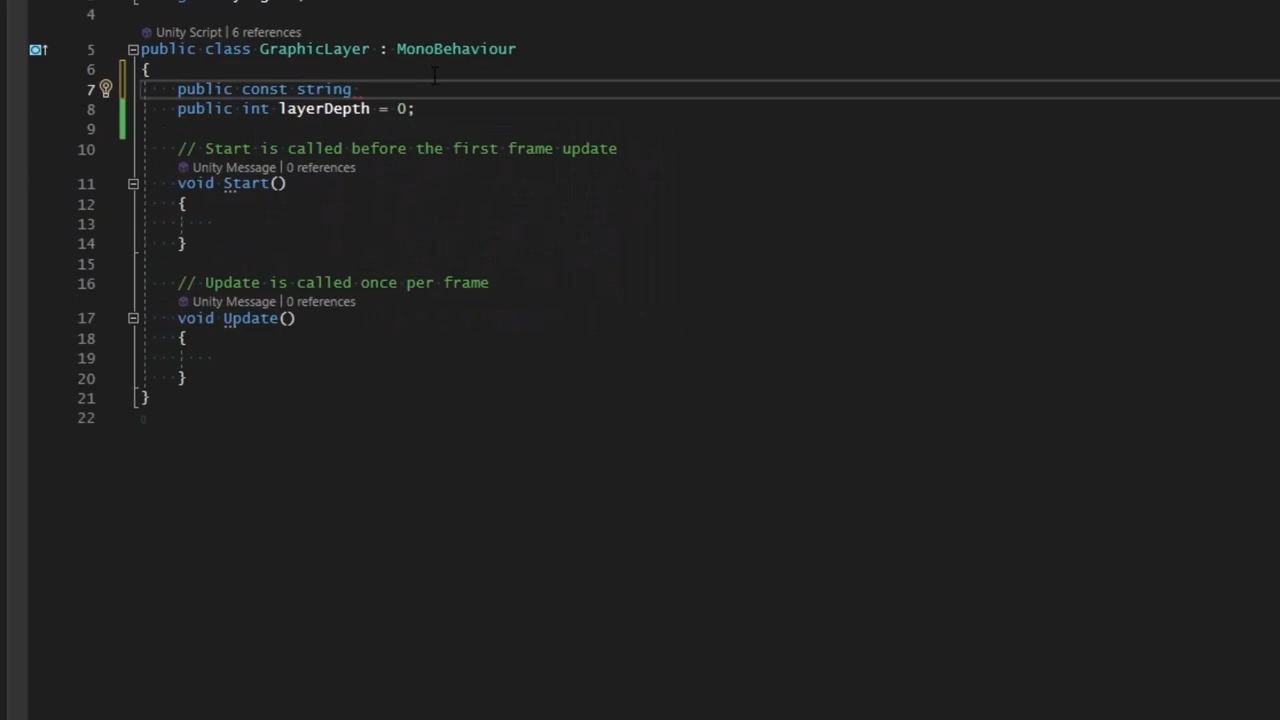 4
Unity Script | 6 references
5 public class GraphicLayer : MonoBehaviour
6 {
7 public const string
8 public int layerDepth = 0;
9
10 // Start is called before the first frame update
Unity Message | 0 references
11 void Start()
12 {
13
14 }
15
16 // Update is called once per frame
Unity Message | 0 references
17 void Update()
18 {
19
20 }
21 }
22